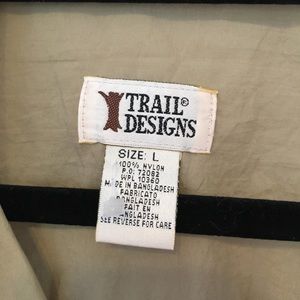 TRAIL®
DESIGNS
SIZE: L
100% NYLON
P.O: 72082
WPL 10360
MADE IN BANGLADESH
FABRICATO
BANGLADESH
FAIT EN
BANGLADESH
SEE REVERSE FOR CARE